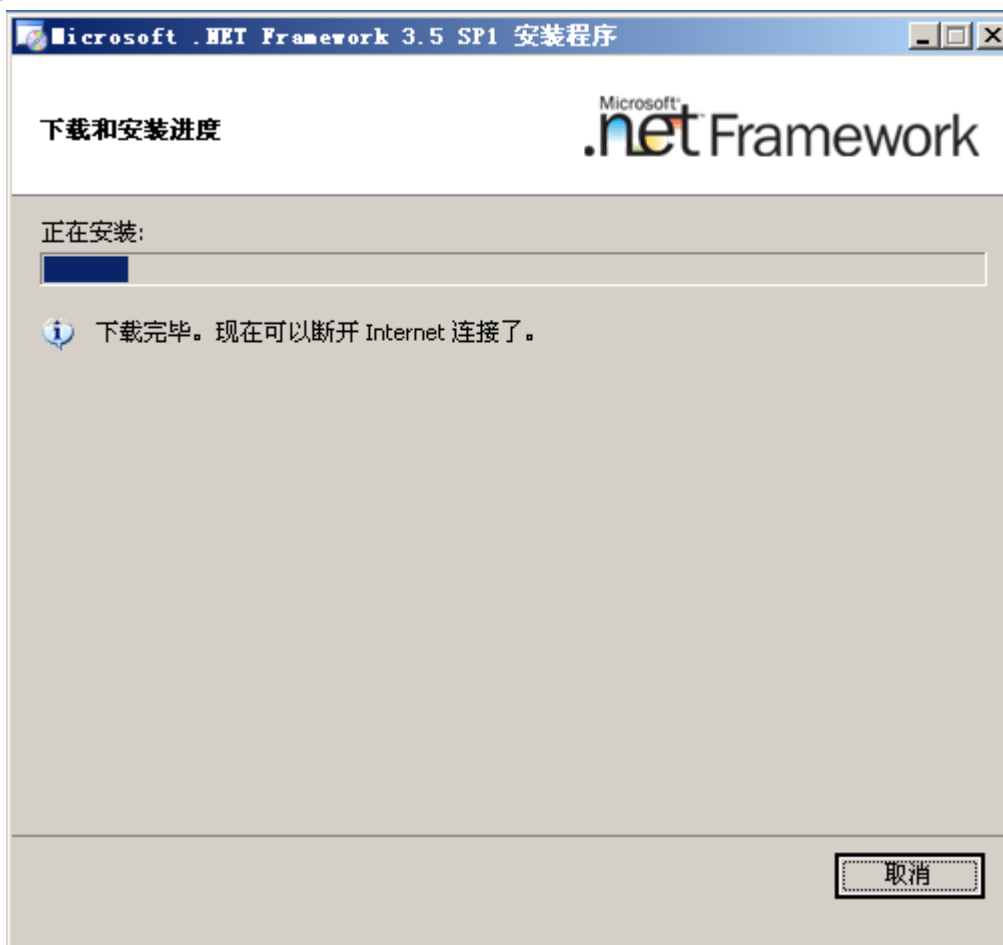 Microsoft .NET Framework 3.5 SP1 安装程序
下载和安装进度
Microsoft
.net Framework
正在安装:
下载完毕。现在可以断开 Internet 连接了。
取消